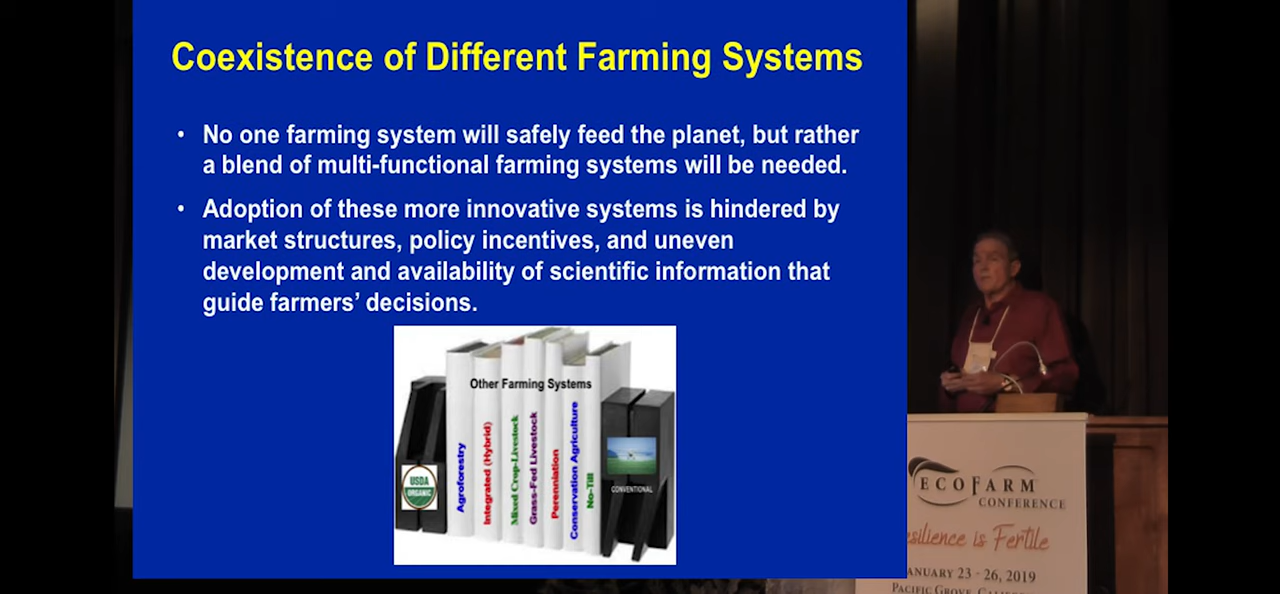 Coexistence of Different Farming Systems
• No one farming system will safely feed the planet, but rather
a blend of multi-functional farming systems will be needed.
• Adoption of these more innovative systems is hindered by
market structures, policy incentives, and uneven
development and availability of scientific information that
guide farmers’ decisions.
Other Farming Systems
USDA
ORGANIC
Agroforestry
Integrated (Hybrid)
Mixed Crop-Livestock
Grass-Fed Livestock
Perenniation
Conservation Agriculture
No-Till
CONVENTIONAL
ECOFARM
CONFERENCE
esilience is Fertile
ANUARY 23 - 26, 2019
PACIFIC GROVE,